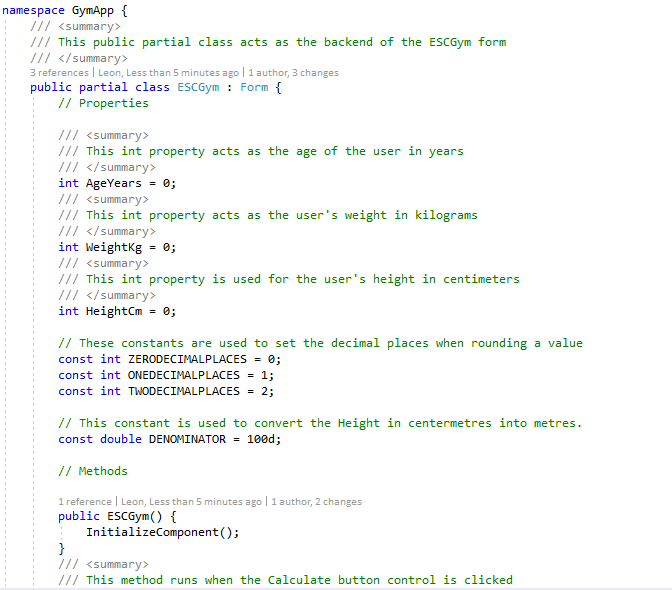 namespace GymApp {
/// <summary>
/// This public partial class acts as the backend of the ESCGym form
/// </summary>
3 references | Leon, Less than 5 minutes ago | 1 author, 3 changes
public partial class ESCGym : Form {
// Properties
/// <summary>
/// This int property acts as the age of the user in years
/// </summary>
int AgeYears = 0;
/// <summary>
/// This int property acts as the user's weight in kilograms
/// </summary>
int WeightKg = 0;
/// <summary>
/// This int property is used for the user's height in centimeters
/// </summary>
int HeightCm = 0;
// These constants are used to set the decimal places when rounding a value
const int ZERODECIMALPLACES = 0;
const int ONEDECIMALPLACES = 1;
const int TWODECIMALPLACES = 2;
// This constant is used to convert the Height in centermetres into metres.
const double DENOMINATOR = 100d;
// Methods
1 reference | Leon, Less than 5 minutes ago | 1 author, 2 changes
public ESCGym() {
InitializeComponent();
}
/// <summary>
/// This method runs when the Calculate button control is clicked